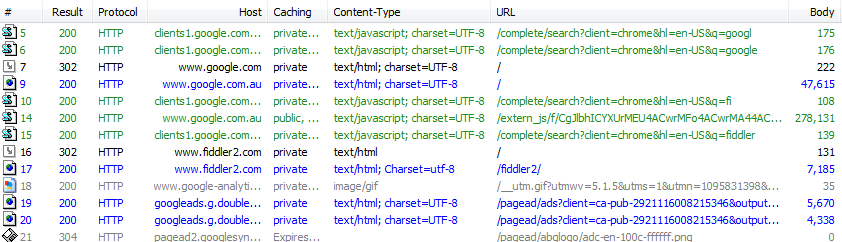 # Result Protocol Host Caching Content-Type URL Body
5 200 HTTP clients1.google.com... private... text/javascript; charset=UTF-8 /complete/search?client=chrome&hl=en-US&q=googl 175
6 200 HTTP clients1.google.com... private... text/javascript; charset=UTF-8 /complete/search?client=chrome&hl=en-US&q=google 176
7 302 HTTP www.google.com private text/html; charset=UTF-8 / 222
9 200 HTTP www.google.com.au private... text/html; charset=UTF-8 / 47,615
10 200 HTTP clients1.google.com... private... text/javascript; charset=UTF-8 /complete/search?client=chrome&hl=en-US&q=fi 108
14 200 HTTP www.google.com.au public, ... text/javascript; charset=UTF-8 /extern_js/f/CgJlbhICYXUrMEU4ACwrMFo4ACwrMA44AC... 278,131
15 200 HTTP clients1.google.com... private... text/javascript; charset=UTF-8 /complete/search?client=chrome&hl=en-US&q=fiddler 139
16 302 HTTP www.fiddler2.com private text/html / 131
17 200 HTTP www.fiddler2.com private text/html; Charset=utf-8 /fiddler2/ 7,185
18 200 HTTP www.google-analyti... private... image/gif /__utm.gif?utmwv=5.1.5&utms=1&utmn=1095831398&... 35
19 200 HTTP googleads.g.double... private text/html; charset=UTF-8 /pagead/ads?client=ca-pub-2921116008215346&output... 5,670
20 200 HTTP googleads.g.double... private text/html; charset=UTF-8 /pagead/ads?client=ca-pub-2921116008215346&output... 4,338
21 304 HTTP pagead2.googlesyn... Expires... /pagead/abglogo/adc-en-100c-ffffff.png 0